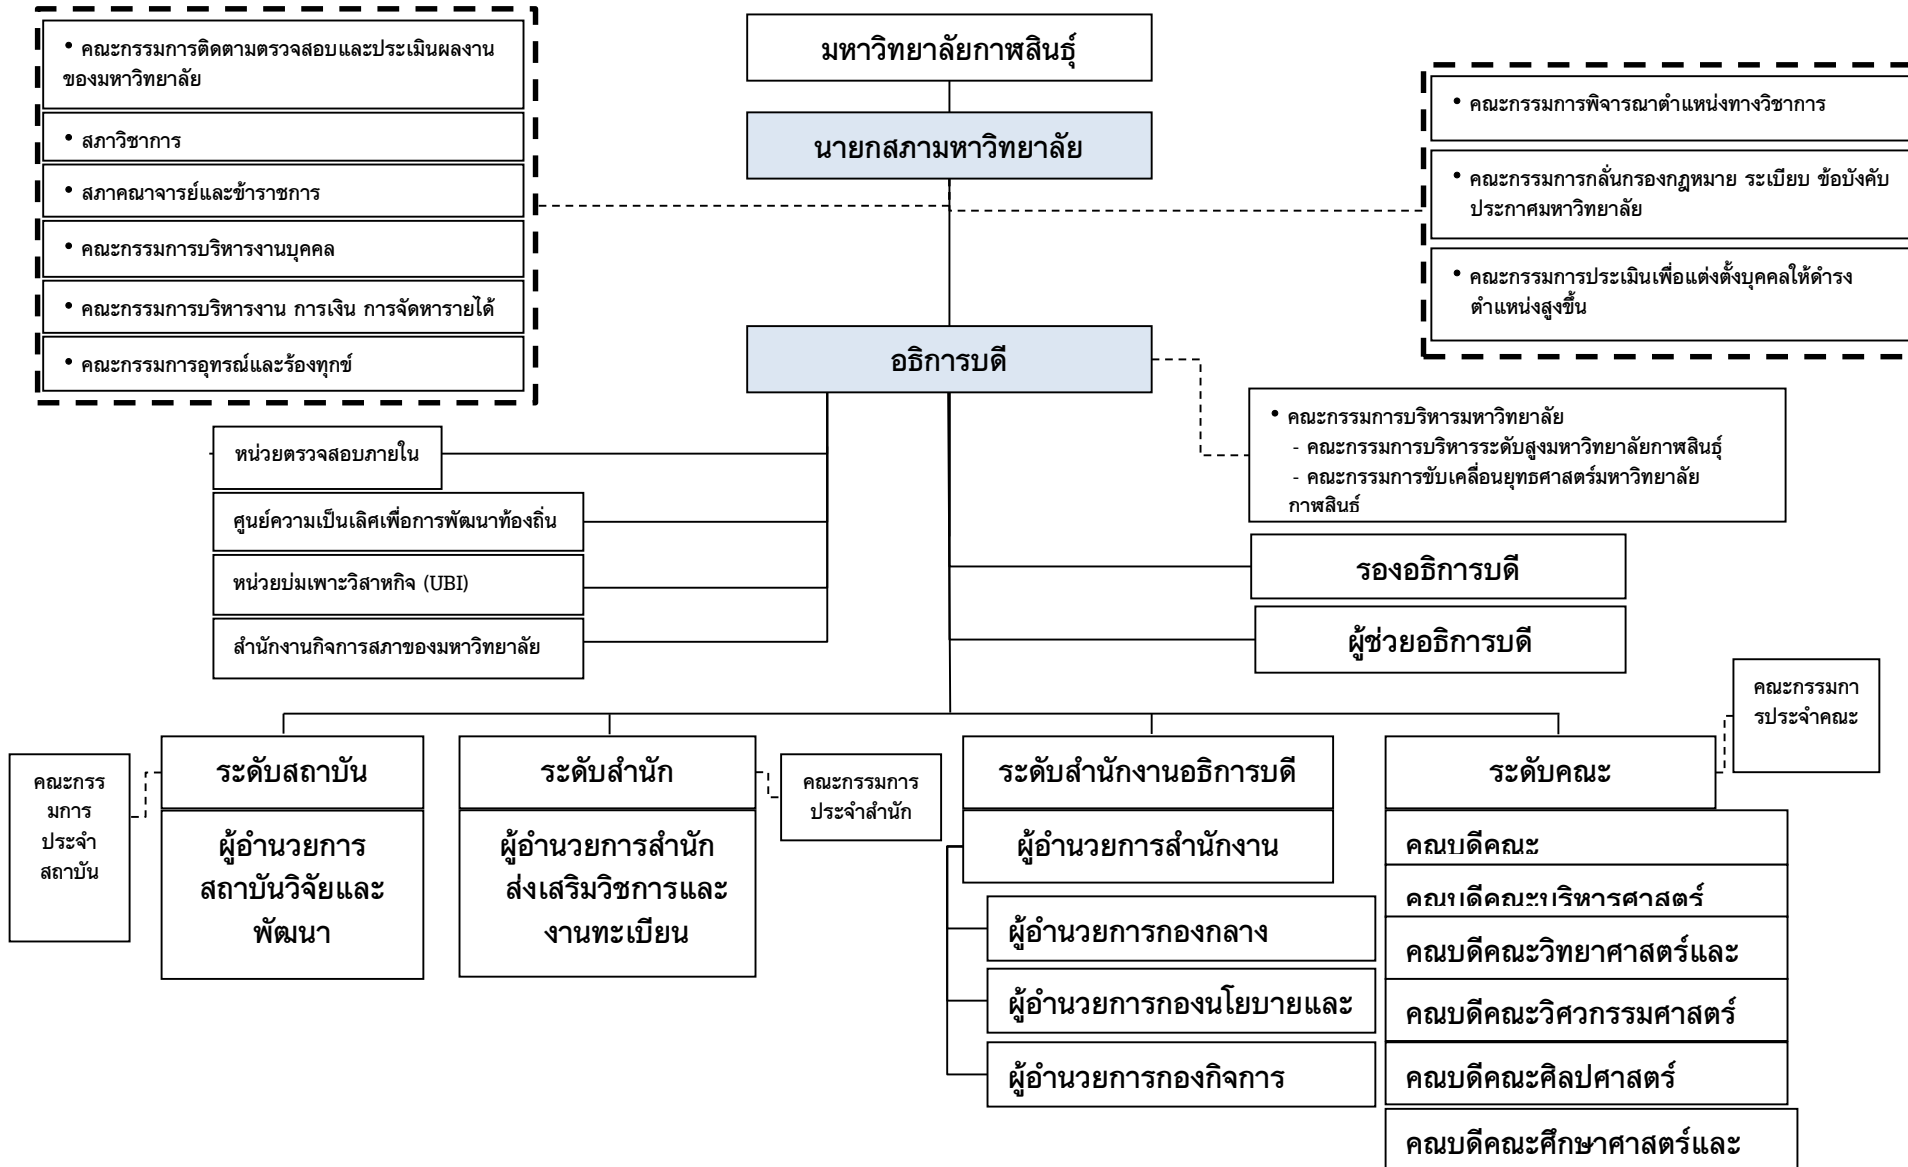 • คณะกรรมการติดตามตรวจสอบและประเมินผลงาน
ของมหาวิทยาลัย
• สภาวิชาการ
• สภาคณาจารย์และข้าราชการ
• คณะกรรมการบริหารงานบุคคล
• คณะกรรมการบริหารงาน การเงิน การจัดหารายได้
• คณะกรรมการอุทรณ์และร้องทุกข์
มหาวิทยาลัยกาฬสินธุ์
นายกสภามหาวิทยาลัย
• คณะกรรมการพิจารณาตำแหน่งทางวิชาการ
• คณะกรรมการกลั่นกรองกฎหมาย ระเบียบ ข้อบังคับ
ประกาศมหาวิทยาลัย
• คณะกรรมการประเมินเพื่อแต่งตั้งบุคคลให้ดำรง
ตำแหน่งสูงขึ้น
อธิการบดี
• คณะกรรมการบริหารมหาวิทยาลัย
- คณะกรรมการบริหารระดับสูงมหาวิทยาลัยกาฬสินธุ์
- คณะกรรมการขับเคลื่อนยุทธศาสตร์มหาวิทยาลัย
กาฬสินธ์
หน่วยตรวจสอบภายใน
ศูนย์ความเป็นเลิศเพื่อการพัฒนาท้องถิ่น
หน่วยบ่มเพาะวิสาหกิจ (UBI)
สำนักงานกิจการสภาของมหาวิทยาลัย
รองอธิการบดี
ผู้ช่วยอธิการบดี
คณะกรรมกา
รประจำคณะ
คณะกรร
มการ
ประจำ
สถาบัน
ระดับสถาบัน
ผู้อำนวยการ
สถาบันวิจัยและ
พัฒนา
ระดับสำนัก
ผู้อำนวยการสำนัก
ส่งเสริมวิชการและ
งานทะเบียน
คณะกรรมการ
ประจำสำนัก
ระดับสำนักงานอธิการบดี
ผู้อำนวยการสำนักงาน
ผู้อำนวยการกองกลาง
ผู้อำนวยการกองนโยบายและ
ผู้อำนวยการกองกิจการ
ระดับคณะ
คณบดีคณะ
คณบดีคณะบริหารศาสตร์
คณบดีคณะวิทยาศาสตร์และ
คณบดีคณะวิศวกรรมศาสตร์
คณบดีคณะศิลปศาสตร์
คณบดีคณะศึกษาศาสตร์และ